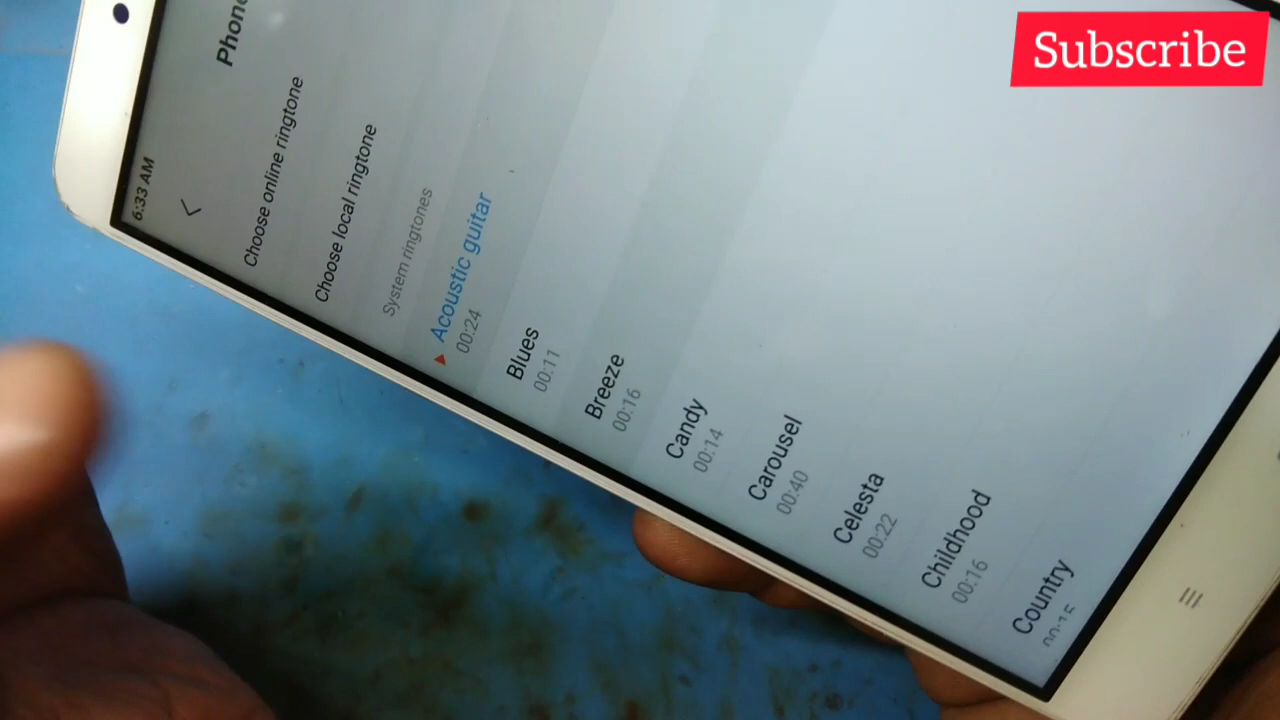 Subscribe
6:33 AM
Choose online ringtone
Choose local ringtone
System ringtones
Acoustic guitar
00:24
Blues
00:11
Breeze
00:16
Candy
00:14
Carousel
00:40
Celesta
00:22
Childhood
00:16
Country